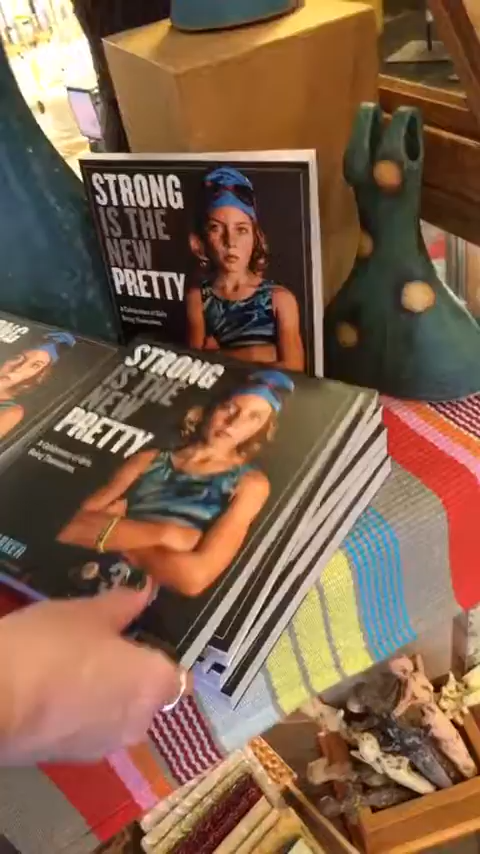 STRONG
IS THE
NEW
PRETTY
A Celebration of Girls
Being Themselves
STRONG
IS THE
NEW
PRETTY
A Celebration of Girls
Being Themselves